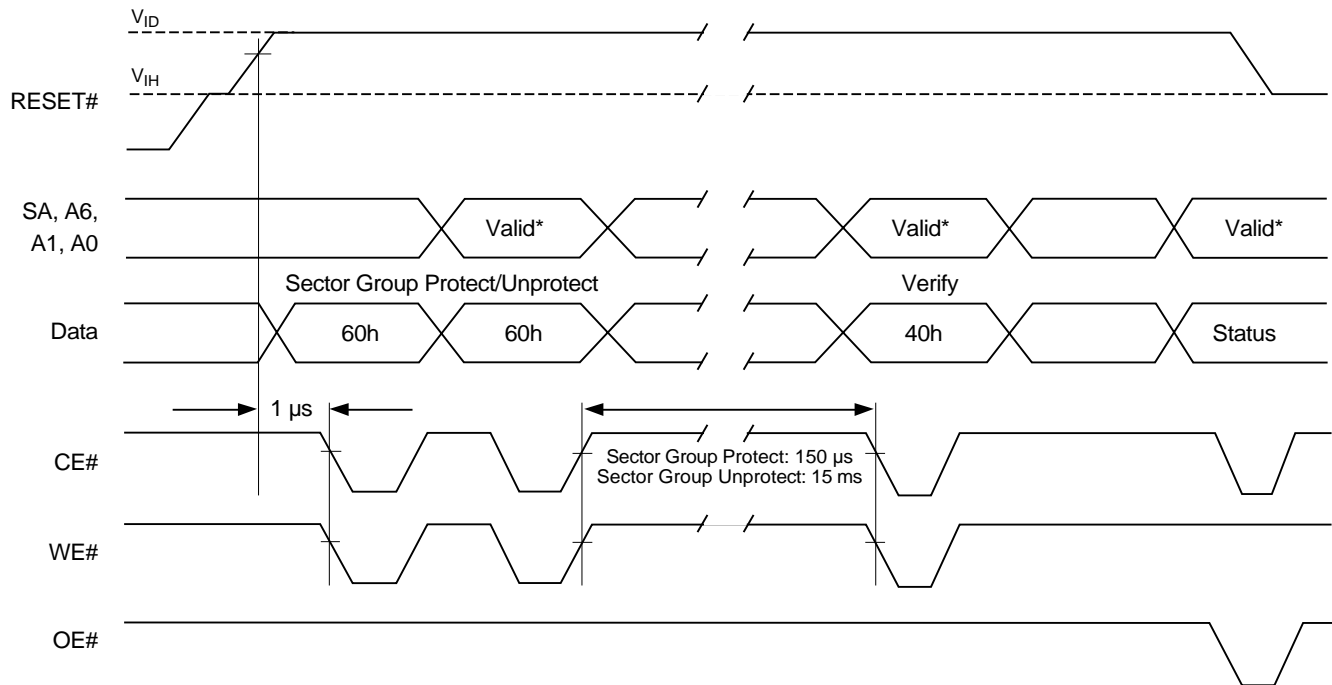 VID
VIH
RESET#
SA, A6,
A1, A0
Valid*
Valid*
Valid*
Sector Group Protect/Unprotect
Verify
Data
60h
60h
40h
Status
1 µs
CE#
Sector Group Protect: 150 µs
Sector Group Unprotect: 15 ms
WE#
OE#